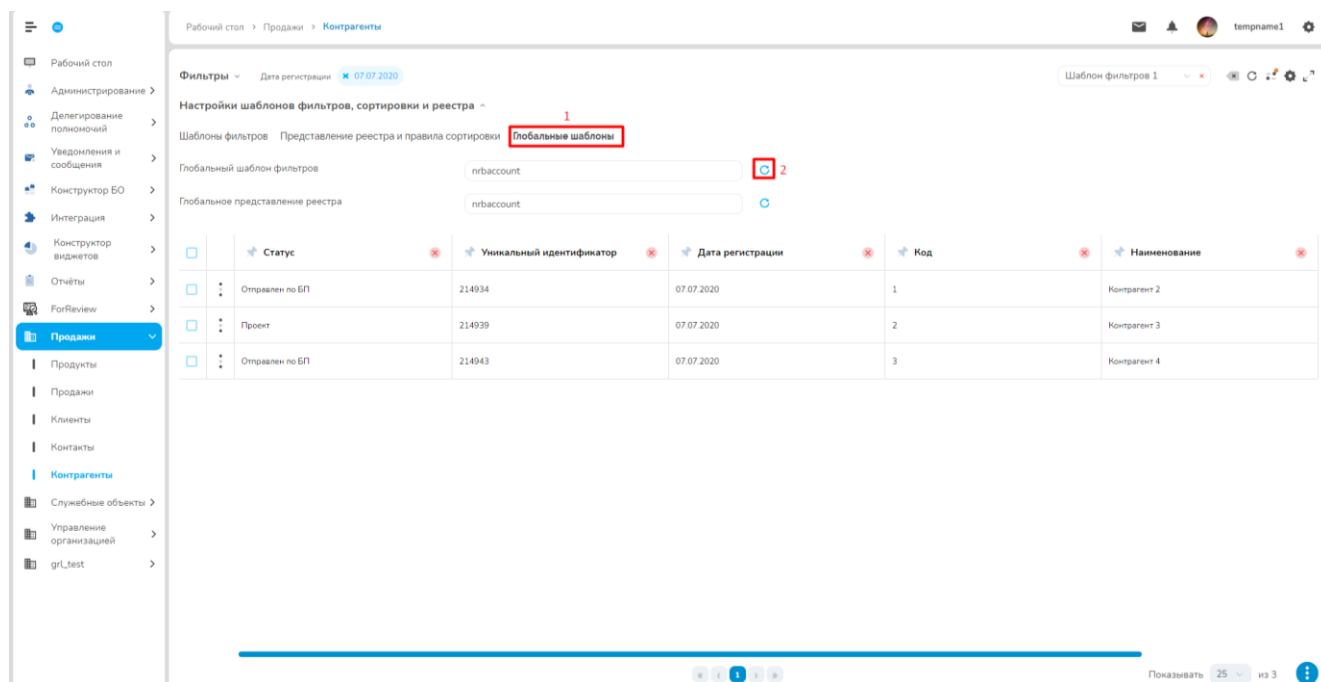 Рабочий стол > Продажи > Контрагенты
tempname1
Рабочий стол
Администрирование
Делегирование
полномочий
Уведомления и
сообщения
Конструктор БО
Интеграция
Конструктор
виджетов
Отчёты
ForReview
Продажи
Продукты
Продажи
Клиенты
Контакты
Контрагенты
Служебные объекты
Управление
организацией
grl_test
Фильтры Дата регистрации × 07.07.2020 Шаблон фильтров 1
Настройки шаблонов фильтров, сортировки и реестра
1
Шаблоны фильтров Представление реестра и правила сортировки Глобальные шаблоны
Глобальный шаблон фильтров nrbaccount 2
Глобальное представление реестра nrbaccount
Статус Уникальный идентификатор Дата регистрации Код Наименование
Отправлен по БП 214934 07.07.2020 1 Контрагент 2
Проект 214939 07.07.2020 2 Контрагент 3
Отправлен по БП 214943 07.07.2020 3 Контрагент 4
« ‹ 1 › »
Показывать 25 из 3